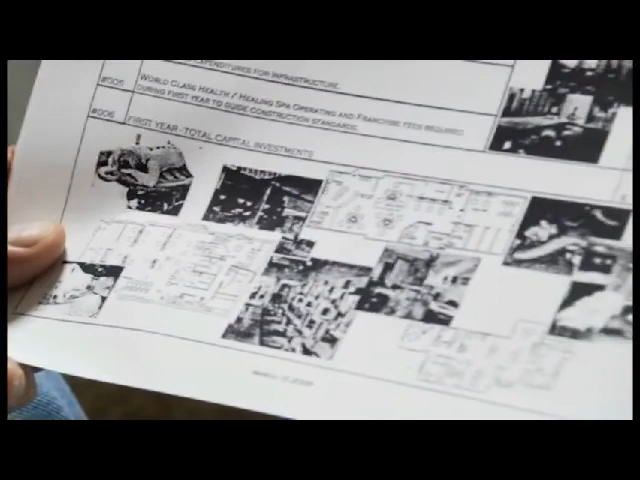 EXPENDITURES FOR INFRASTRUCTURE.
#005 WORLD CLASS HEALTH / HEALING SPA OPERATING AND FRANCHISE FEES REQUIRED
DURING FIRST YEAR TO GUIDE CONSTRUCTION STANDARDS.
#006 FIRST YEAR - TOTAL CAPITAL INVESTMENTS